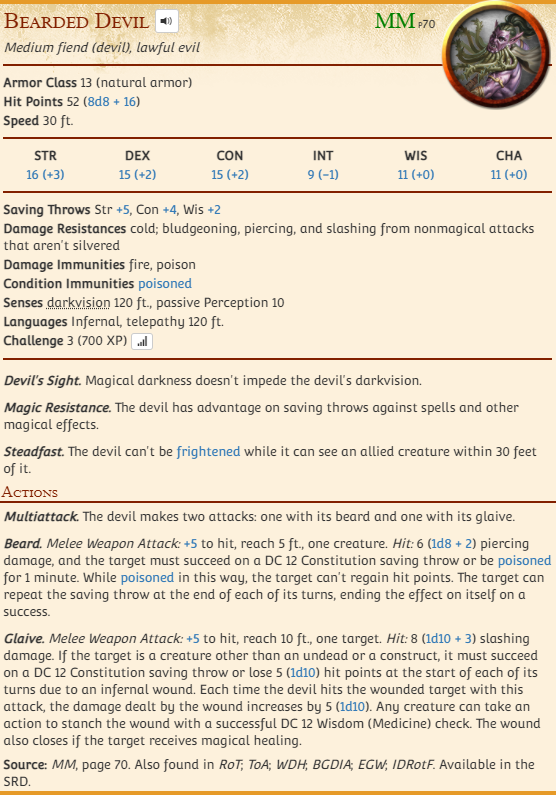 Bearded Devil
MM P70
Medium fiend (devil), lawful evil
Armor Class 13 (natural armor)
Hit Points 52 (8d8 + 16)
Speed 30 ft.
STR DEX CON INT WIS CHA
16 (+3) 15 (+2) 15 (+2) 9 (−1) 11 (+0) 11 (+0)
Saving Throws Str +5, Con +4, Wis +2
Damage Resistances cold; bludgeoning, piercing, and slashing from nonmagical attacks
that aren't silvered
Damage Immunities fire, poison
Condition Immunities poisoned
Senses darkvision 120 ft., passive Perception 10
Languages Infernal, telepathy 120 ft.
Challenge 3 (700 XP)
Devil's Sight. Magical darkness doesn't impede the devil's darkvision.
Magic Resistance. The devil has advantage on saving throws against spells and other
magical effects.
Steadfast. The devil can't be frightened while it can see an allied creature within 30 feet
of it.
Actions
Multiattack. The devil makes two attacks: one with its beard and one with its glaive.
Beard. Melee Weapon Attack: +5 to hit, reach 5 ft., one creature. Hit: 6 (1d8 + 2) piercing
damage, and the target must succeed on a DC 12 Constitution saving throw or be poisoned
for 1 minute. While poisoned in this way, the target can't regain hit points. The target can
repeat the saving throw at the end of each of its turns, ending the effect on itself on a
success.
Glaive. Melee Weapon Attack: +5 to hit, reach 10 ft., one target. Hit: 8 (1d10 + 3) slashing
damage. If the target is a creature other than an undead or a construct, it must succeed
on a DC 12 Constitution saving throw or lose 5 (1d10) hit points at the start of each of its
turns due to an infernal wound. Each time the devil hits the wounded target with this
attack, the damage dealt by the wound increases by 5 (1d10). Any creature can take an
action to stanch the wound with a successful DC 12 Wisdom (Medicine) check. The wound
also closes if the target receives magical healing.
Source: MM, page 70. Also found in RoT; ToA; WDH; BGDIA; EGW; IDRotF. Available in the
SRD.